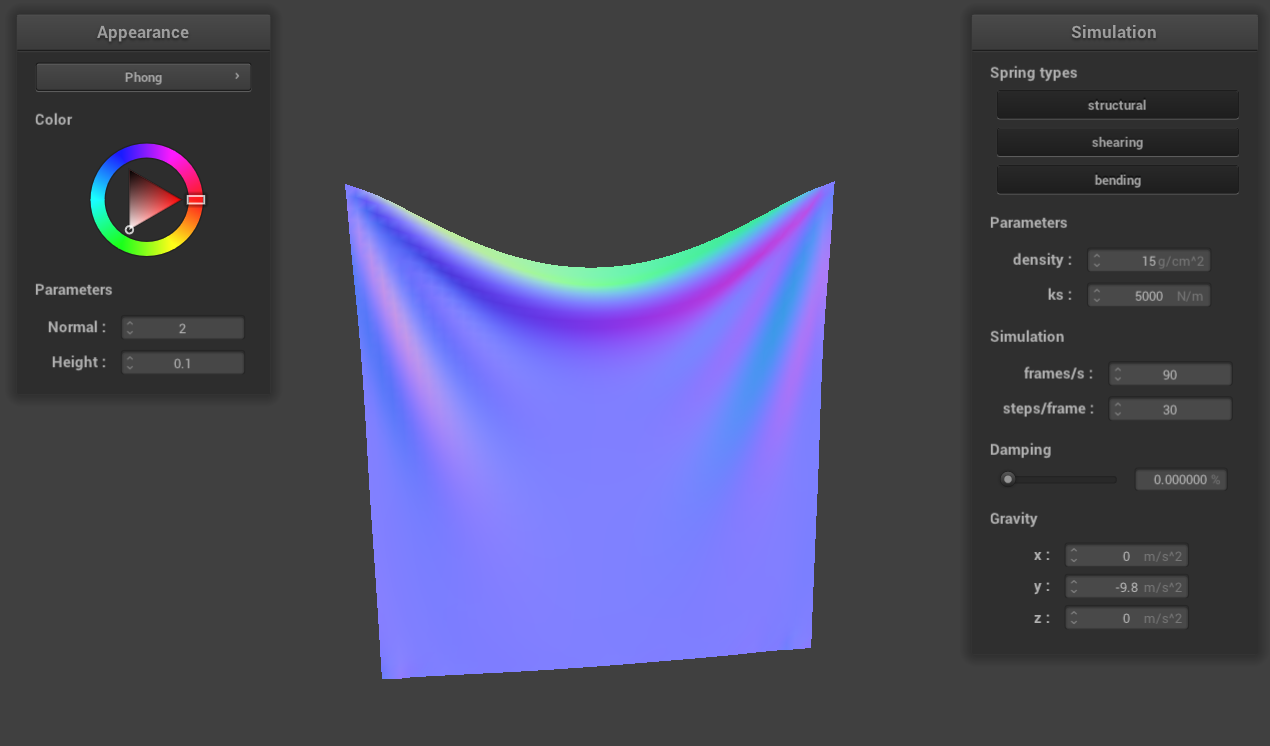 Appearance
Phong
Color
Parameters
Normal : 2
Height : 0.1
Simulation
Spring types
structural
shearing
bending
Parameters
density : 15 g/cm^2
ks : 5000 N/m
Simulation
frames/s : 90
steps/frame : 30
Damping
0.000000 %
Gravity
x : 0 m/s^2
y : -9.8 m/s^2
z : 0 m/s^2